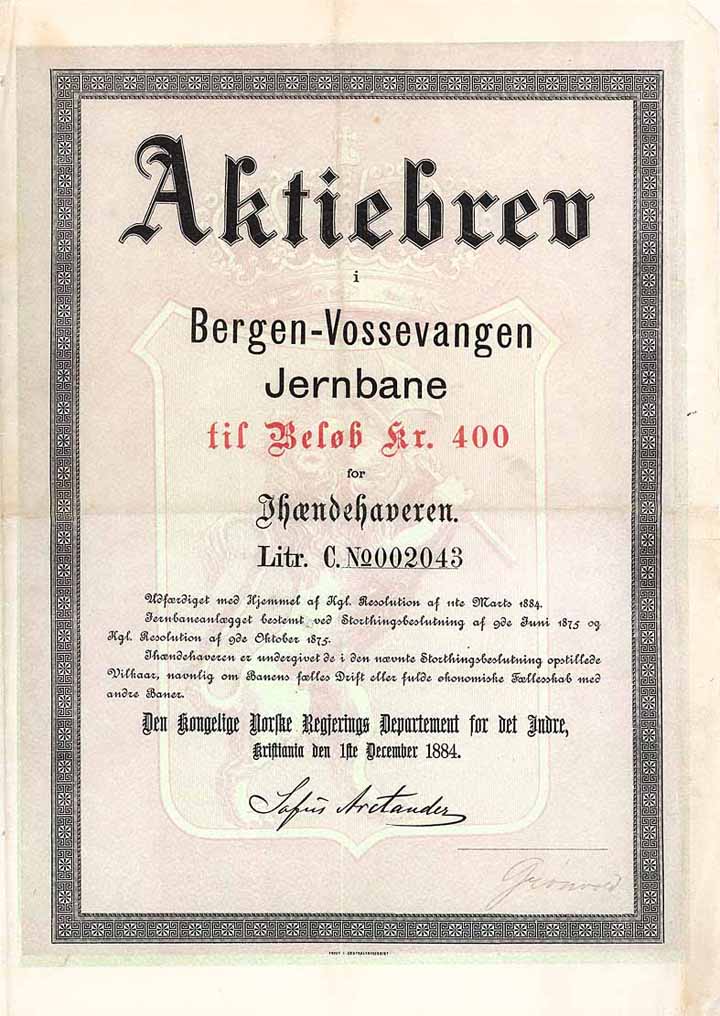 Aktiebrev
i
Bergen-Vossevangen
Jernbane
til Beløb Kr. 400
for
Ihændehaveren.
Litr. C. No 002043
Udfærdiget med Hjemmel af Kgl. Resolution af 11te Marts 1884.
Jernbaneanlægget bestemt ved Storthingsbeslutning af 9de Juni 1875 og
Kgl. Resolution af 9de Oktober 1875.
Ihændehaveren er undergivet de i den nævnte Storthingsbeslutning opstillede
Vilkaar, navnlig om Banens fælles Drift eller fulde økonomiske Fællesskab med
andre Baner.
Den Kongelige Norske Regjerings Departement for det Indre,
Kristiania den 1ste December 1884.
Sofus Arctander
Grönvold